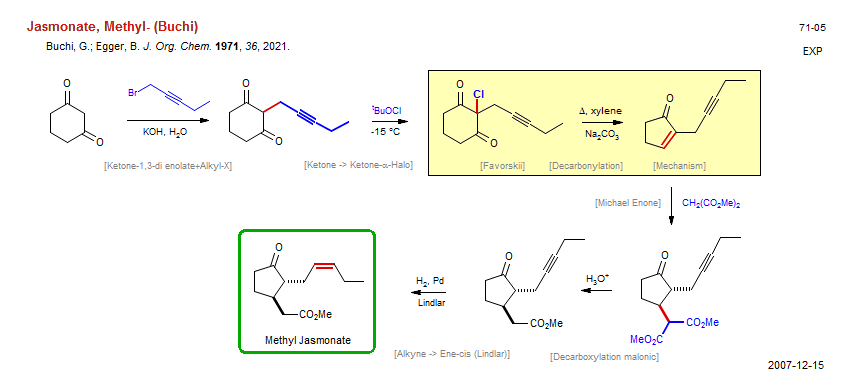 Jasmonate, Methyl- (Buchi)
71-05
Buchi, G.; Egger, B. J. Org. Chem. 1971, 36, 2021.
EXP
O
O
Br
KOH, H₂O
[Ketone-1,3-di enolate+Alkyl-X]
O
O
ᵗBuOCl
-15 °C
[Ketone -> Ketone-α-Halo]
O
Cl
O
Δ, xylene
Na₂CO₃
O
[Favorskii]
[Decarbonylation]
[Mechanism]
[Michael Enone]
CH₂(CO₂Me)₂
O
CO₂Me
MeO₂C
H₃O⁺
[Decarboxylation malonic]
O
CO₂Me
H₂, Pd
Lindlar
[Alkyne -> Ene-cis (Lindlar)]
O
CO₂Me
Methyl Jasmonate
2007-12-15